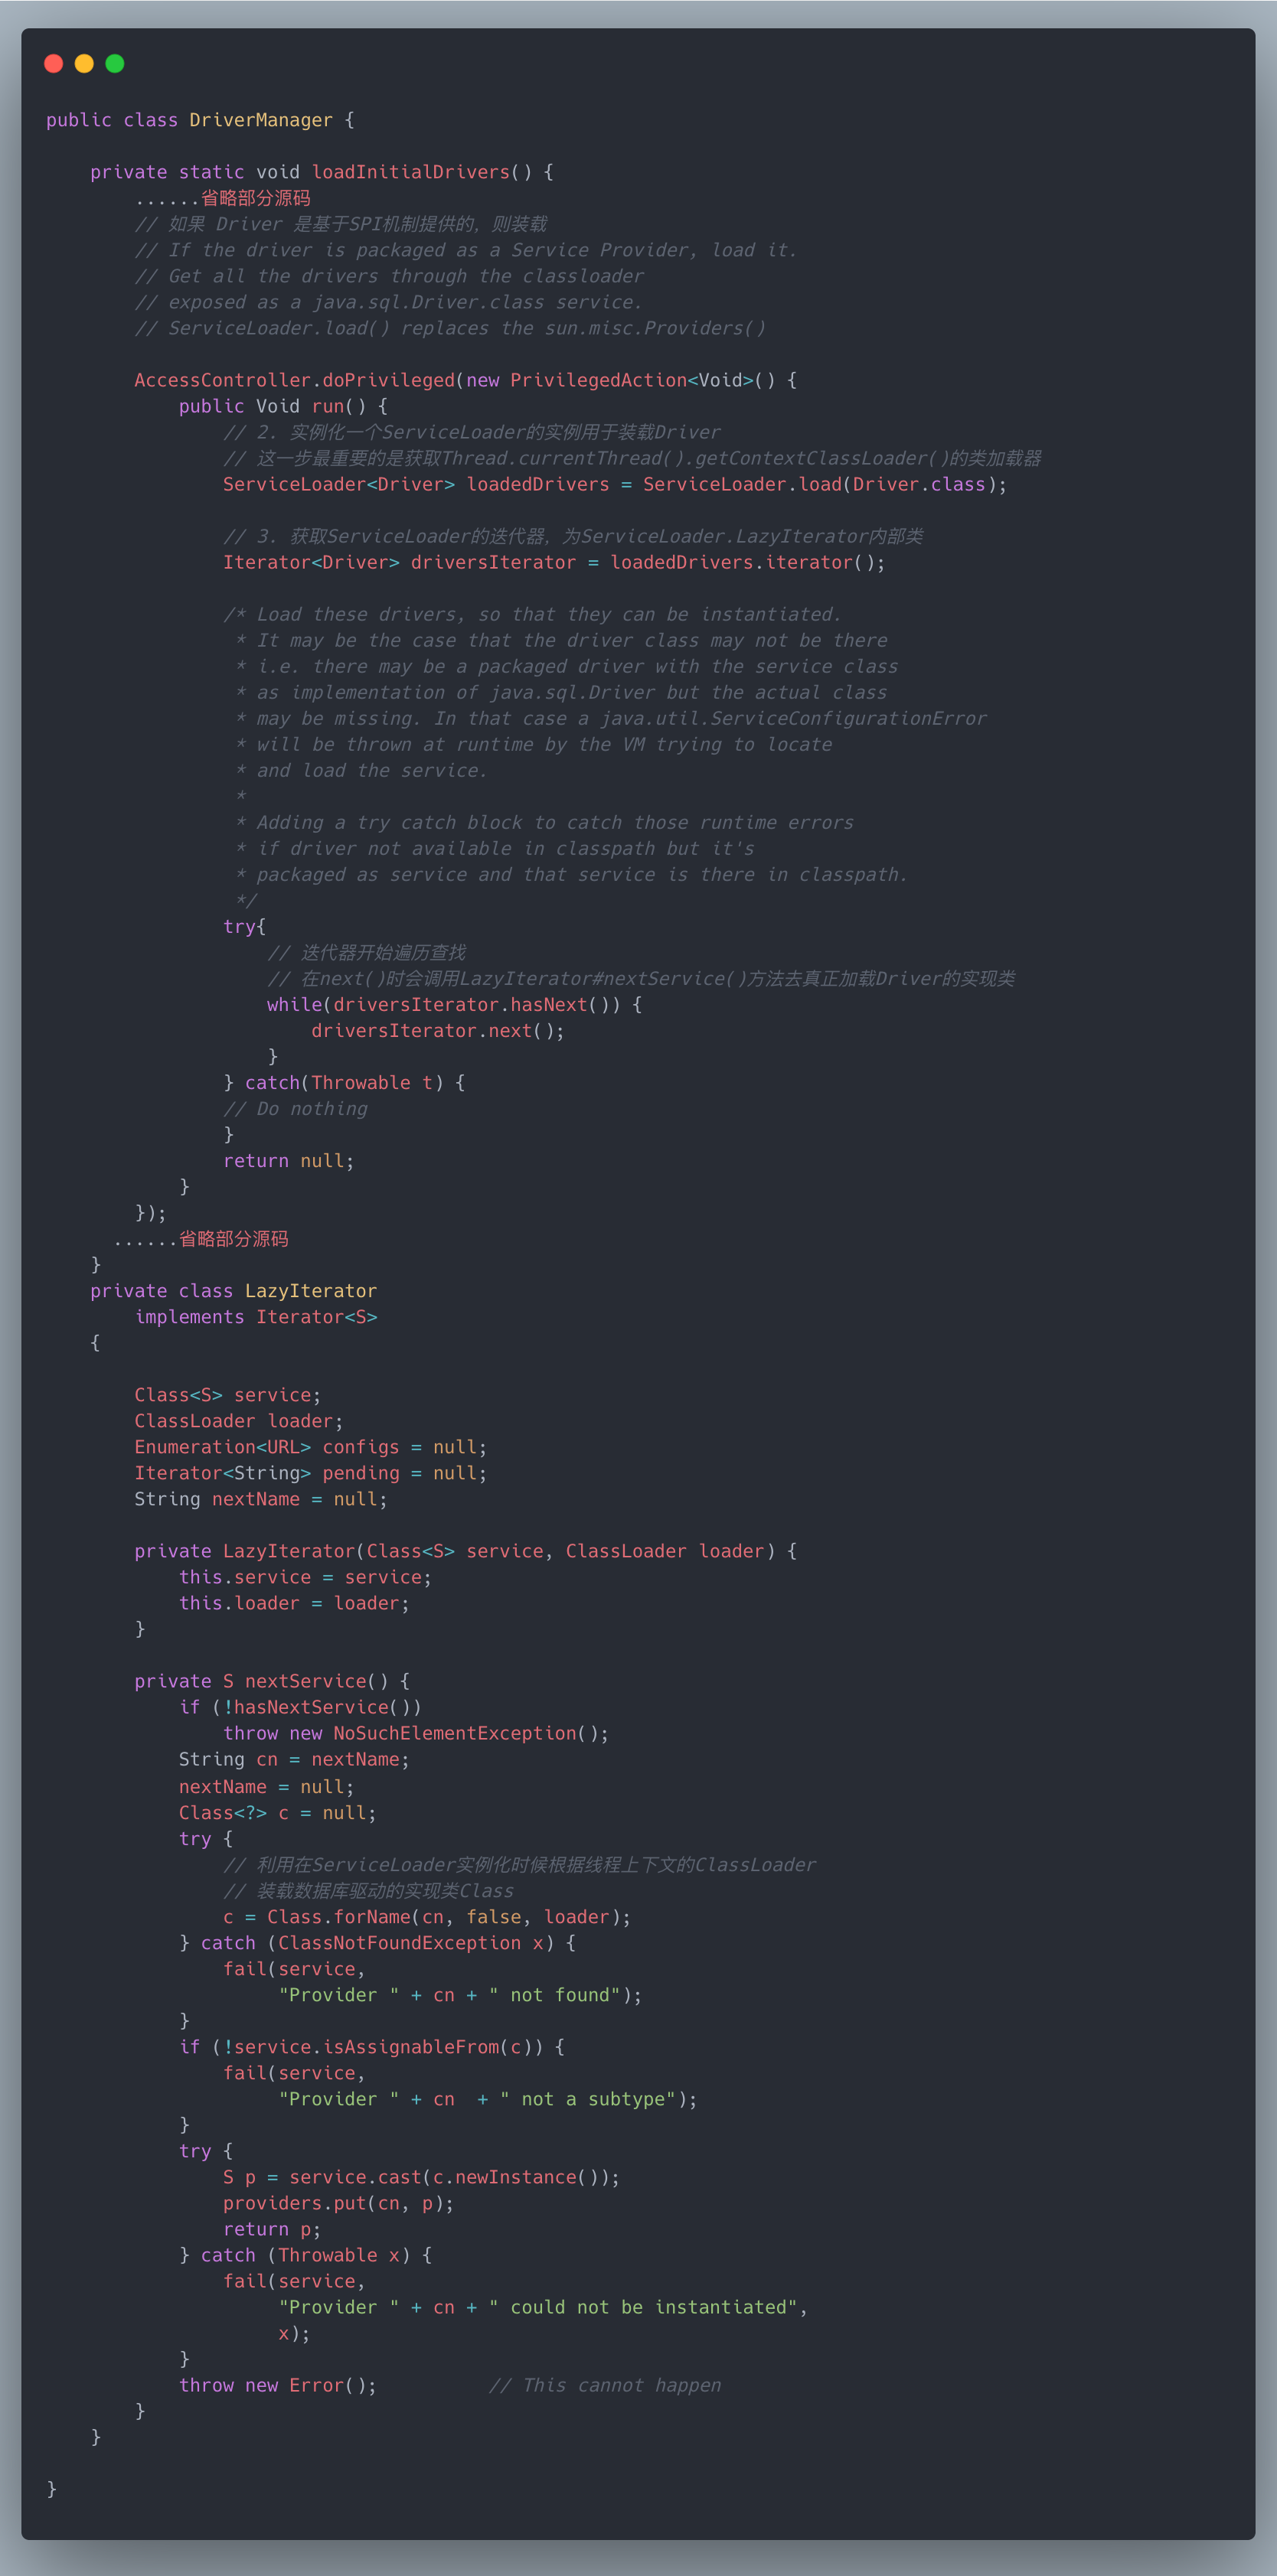 public class DriverManager {
    private static void loadInitialDrivers() {
        ......省略部分源码
        // 如果 Driver 是基于SPI机制提供的，则装载
        // If the driver is packaged as a Service Provider, load it.
        // Get all the drivers through the classloader
        // exposed as a java.sql.Driver.class service.
        // ServiceLoader.load() replaces the sun.misc.Providers()
        AccessController.doPrivileged(new PrivilegedAction<Void>() {
            public Void run() {
                // 2. 实例化一个ServiceLoader的实例用于装载Driver
                // 这一步最重要的是获取Thread.currentThread().getContextClassLoader()的类加载器
                ServiceLoader<Driver> loadedDrivers = ServiceLoader.load(Driver.class);
                // 3. 获取ServiceLoader的迭代器，为ServiceLoader.LazyIterator内部类
                Iterator<Driver> driversIterator = loadedDrivers.iterator();
                /* Load these drivers, so that they can be instantiated.
                 * It may be the case that the driver class may not be there
                 * i.e. there may be a packaged driver with the service class
                 * as implementation of java.sql.Driver but the actual class
                 * may be missing. In that case a java.util.ServiceConfigurationError
                 * will be thrown at runtime by the VM trying to locate
                 * and load the service.
                 *
                 * Adding a try catch block to catch those runtime errors
                 * if driver not available in classpath but it's
                 * packaged as service and that service is there in classpath.
                 */
                try{
                    // 迭代器开始遍历查找
                    // 在next()时会调用LazyIterator#nextService()方法去真正加载Driver的实现类
                    while(driversIterator.hasNext()) {
                        driversIterator.next();
                    }
                } catch(Throwable t) {
                // Do nothing
                }
                return null;
            }
        });
      ......省略部分源码
    }
    private class LazyIterator
        implements Iterator<S>
    {
        Class<S> service;
        ClassLoader loader;
        Enumeration<URL> configs = null;
        Iterator<String> pending = null;
        String nextName = null;
        private LazyIterator(Class<S> service, ClassLoader loader) {
            this.service = service;
            this.loader = loader;
        }
        private S nextService() {
            if (!hasNextService())
                throw new NoSuchElementException();
            String cn = nextName;
            nextName = null;
            Class<?> c = null;
            try {
                // 利用在ServiceLoader实例化时候根据线程上下文的ClassLoader
                // 装载数据库驱动的实现类Class
                c = Class.forName(cn, false, loader);
            } catch (ClassNotFoundException x) {
                fail(service,
                     "Provider " + cn + " not found");
            }
            if (!service.isAssignableFrom(c)) {
                fail(service,
                     "Provider " + cn  + " not a subtype");
            }
            try {
                S p = service.cast(c.newInstance());
                providers.put(cn, p);
                return p;
            } catch (Throwable x) {
                fail(service,
                     "Provider " + cn + " could not be instantiated",
                     x);
            }
            throw new Error();          // This cannot happen
        }
    }
}